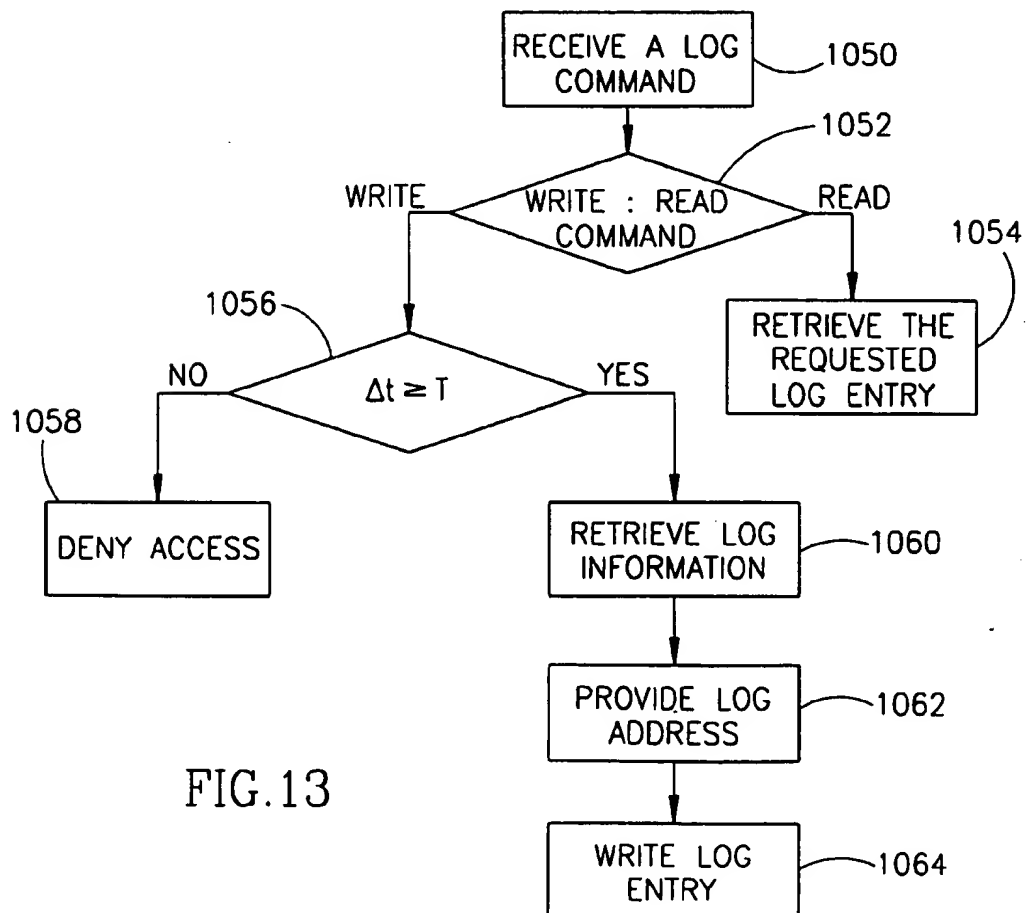 RECEIVE A LOG
COMMAND
1050
1052
WRITE
WRITE : READ
COMMAND
READ
1054
RETRIEVE THE
REQUESTED
LOG ENTRY
1056
NO
Δt ≥ T
YES
1058
DENY ACCESS
RETRIEVE LOG
INFORMATION
1060
PROVIDE LOG
ADDRESS
1062
FIG.13
WRITE LOG
ENTRY
1064